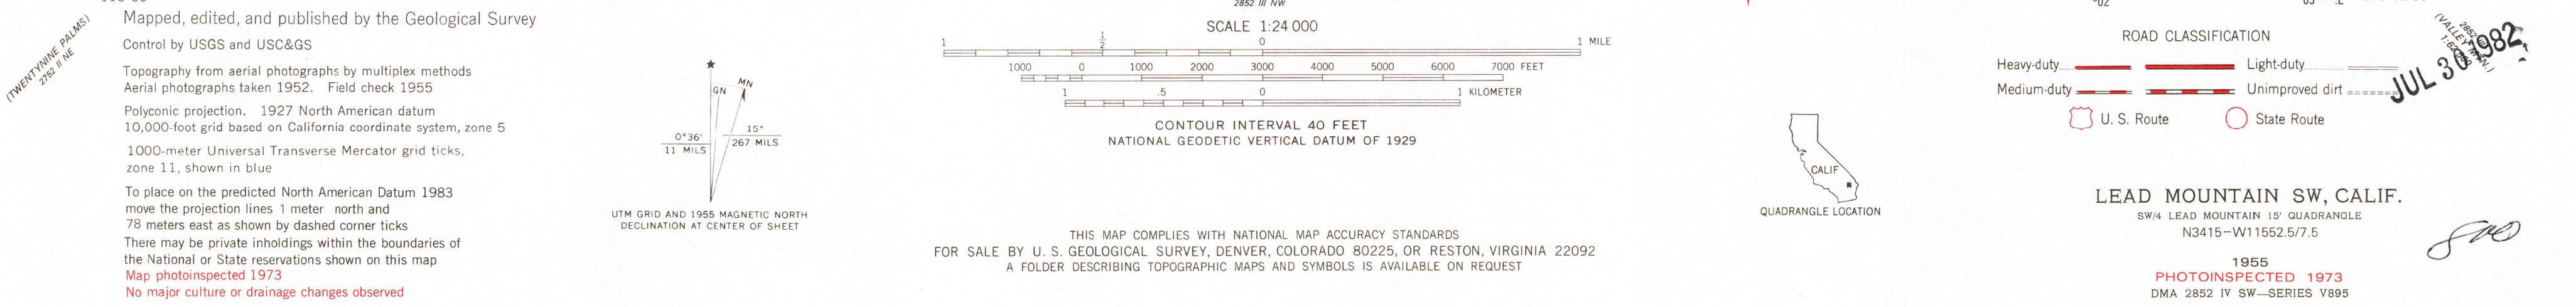 (TWENTYNINE PALMS)
2752 II NE
Mapped, edited, and published by the Geological Survey
Control by USGS and USC&GS
Topography from aerial photographs by multiplex methods
Aerial photographs taken 1952. Field check 1955
Polyconic projection. 1927 North American datum
10,000-foot grid based on California coordinate system, zone 5
1000-meter Universal Transverse Mercator grid ticks,
zone 11, shown in blue
To place on the predicted North American Datum 1983
move the projection lines 1 meter north and
78 meters east as shown by dashed corner ticks
There may be private inholdings within the boundaries of
the National or State reservations shown on this map
Map photoinspected 1973
No major culture or drainage changes observed
GN
MN
0°36'
11 MILS
15°
267 MILS
UTM GRID AND 1955 MAGNETIC NORTH
DECLINATION AT CENTER OF SHEET
2852 III NW
SCALE 1:24 000
1 1/2 0 1 MILE
1000 0 1000 2000 3000 4000 5000 6000 7000 FEET
1 .5 0 1 KILOMETER
CONTOUR INTERVAL 40 FEET
NATIONAL GEODETIC VERTICAL DATUM OF 1929
THIS MAP COMPLIES WITH NATIONAL MAP ACCURACY STANDARDS
FOR SALE BY U. S. GEOLOGICAL SURVEY, DENVER, COLORADO 80225, OR RESTON, VIRGINIA 22092
A FOLDER DESCRIBING TOPOGRAPHIC MAPS AND SYMBOLS IS AVAILABLE ON REQUEST
CALIF
QUADRANGLE LOCATION
ROAD CLASSIFICATION
Heavy-duty Light-duty
Medium-duty Unimproved dirt
U. S. Route State Route
(VALLEY MTN.)
JUL 30 1982
LEAD MOUNTAIN SW, CALIF.
SW/4 LEAD MOUNTAIN 15' QUADRANGLE
N3415-W11552.5/7.5
1955
PHOTOINSPECTED 1973
DMA 2852 IV SW-SERIES V895